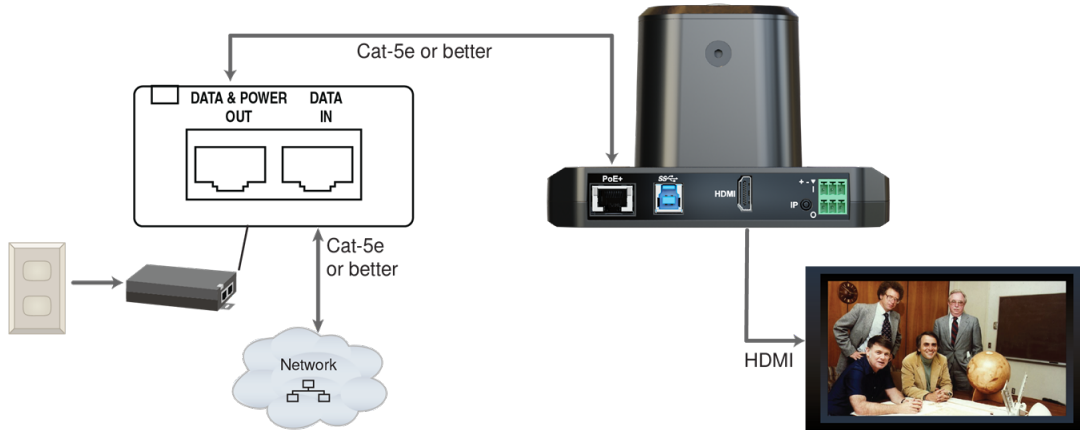 Cat-5e or better
DATA & POWER
OUT
DATA
IN
PoE+
SS
HDMI
+ -
I
IP
O
Cat-5e
or better
Network
HDMI